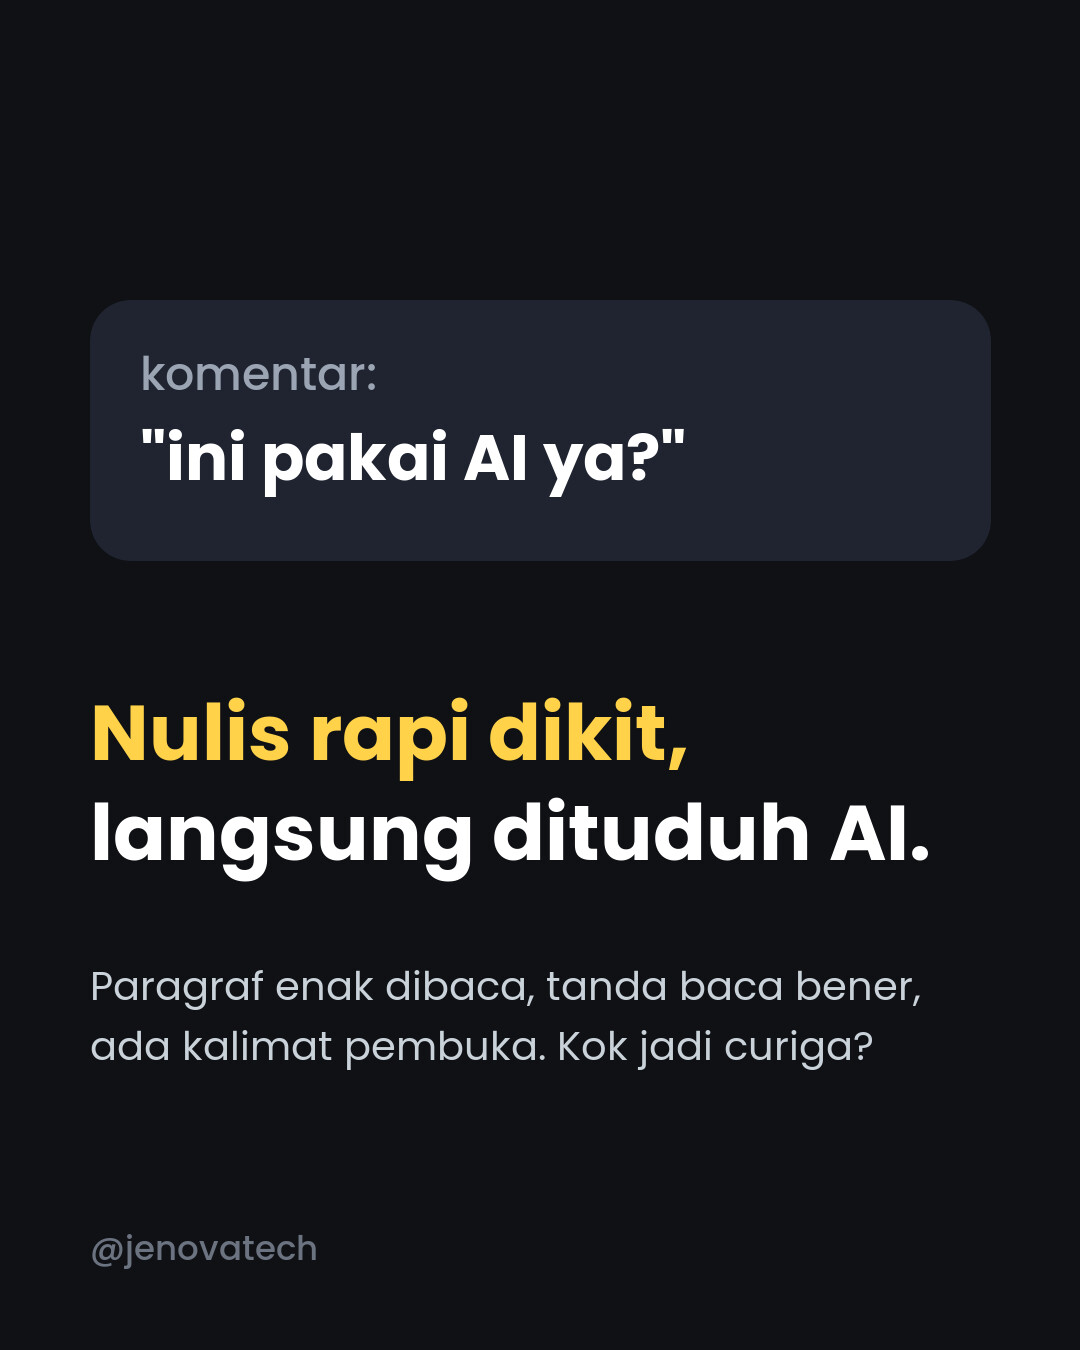 komentar:
"ini pakai AI ya?"
Nulis rapi dikit,
langsung dituduh AI.
Paragraf enak dibaca, tanda baca bener,
ada kalimat pembuka. Kok jadi curiga?
@jenovatech